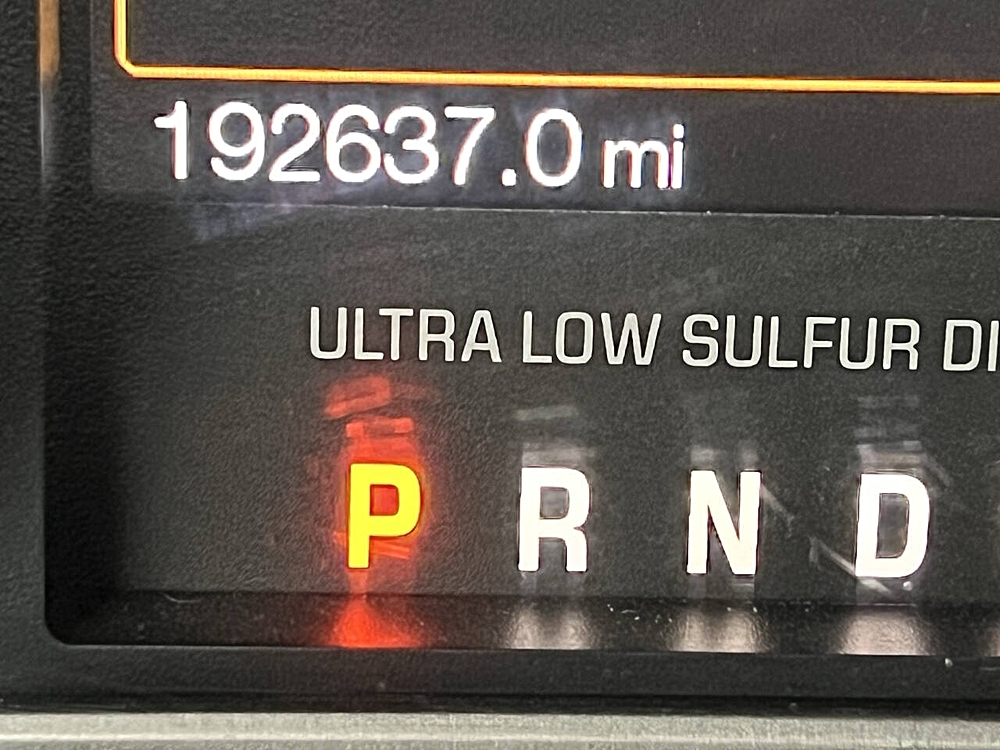 192637.0 mi
ULTRA LOW SULFUR
P R N D